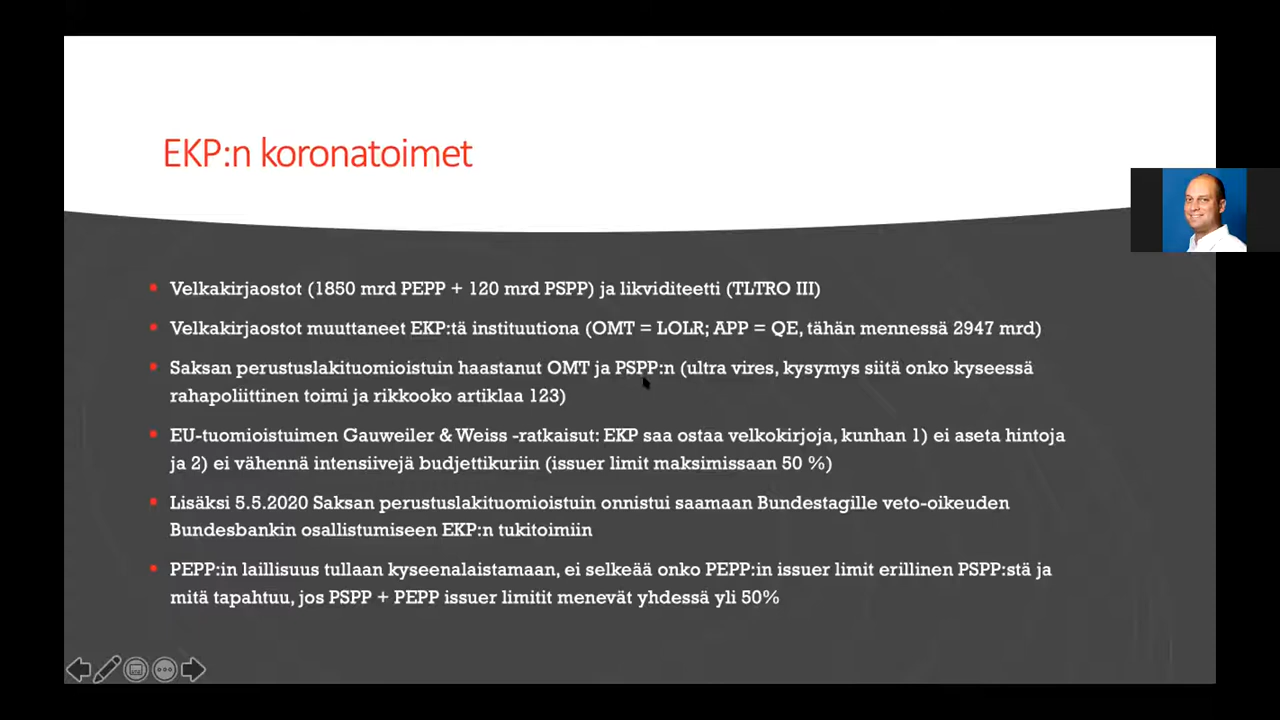 EKP:n koronatoimet
Velkakirjaostot (1850 mrd PEPP + 120 mrd PSPP) ja likviditeetti (TLTRO III)
Velkakirjaostot muuttaneet EKP:tä instituutiona (OMT = LOLR; APP = QE, tähän mennessä 2947 mrd)
Saksan perustuslakituomioistuin haastanut OMT ja PSPP:n (ultra vires, kysymys siitä onko kyseessä
rahapoliittinen toimi ja rikkooko artiklaa 123)
EU-tuomioistuimen Gauweiler & Weiss -ratkaisut: EKP saa ostaa velkokirjoja, kunhan 1) ei aseta hintoja
ja 2) ei vähennä intensiivejä budjettikuriin (issuer limit maksimissaan 50 %)
Lisäksi 5.5.2020 Saksan perustuslakituomioistuin onnistui saamaan Bundestagille veto-oikeuden
Bundesbankin osallistumiseen EKP:n tukitoimiin
PEPP:in laillisuus tullaan kyseenalaistamaan, ei selkeää onko PEPP:in issuer limit erillinen PSPP:stä ja
mitä tapahtuu, jos PSPP + PEPP issuer limitit menevät yhdessä yli 50%